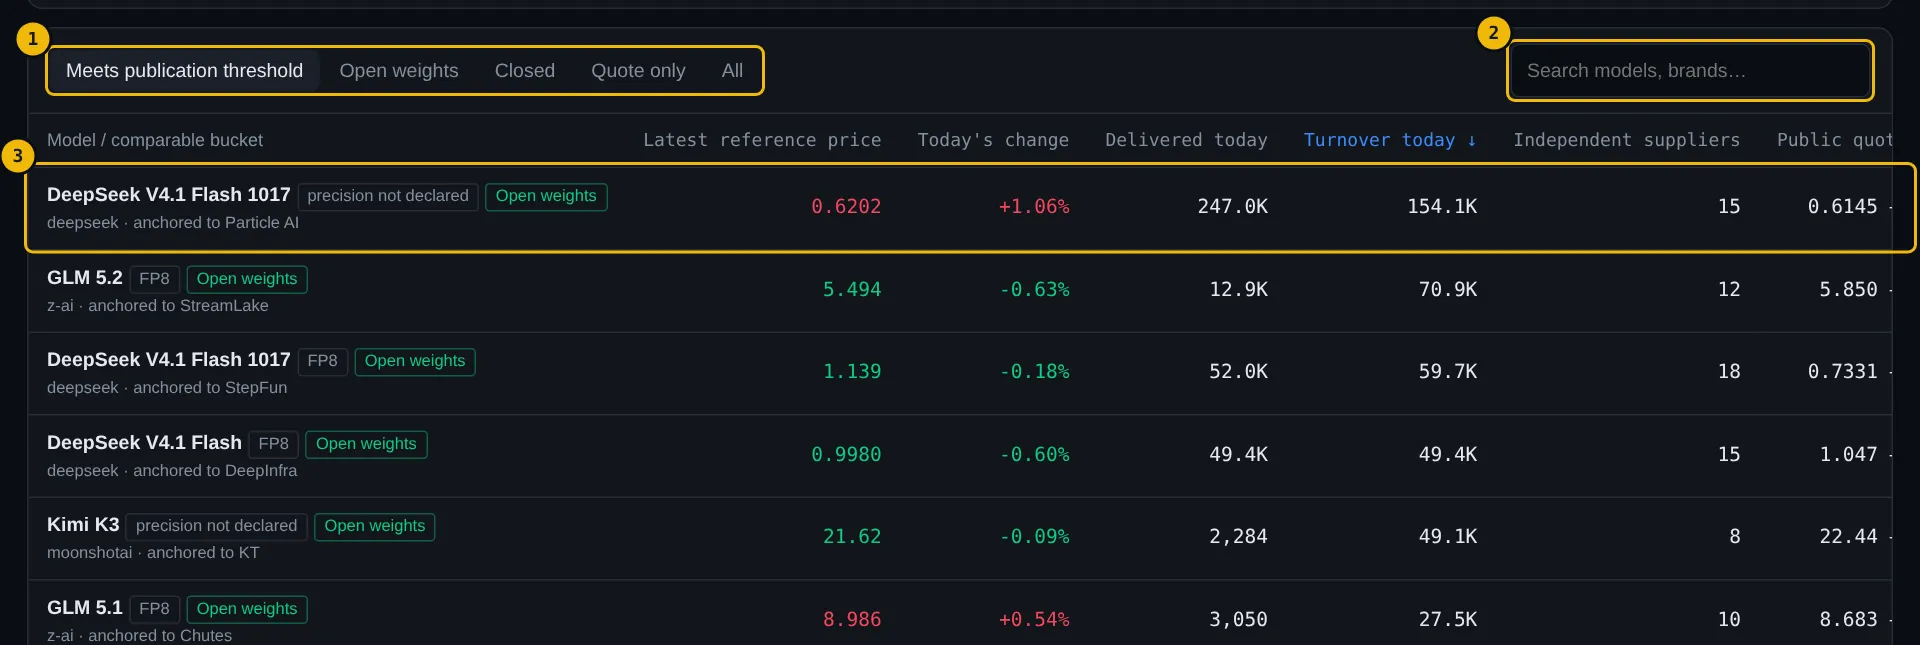 1
2
Meets publication threshold Open weights Closed Quote only All
Search models, brands…
3
Model / comparable bucket Latest reference price Today's change Delivered today Turnover today ↓ Independent suppliers Public quot
DeepSeek V4.1 Flash 1017 precision not declared Open weights
deepseek · anchored to Particle AI
0.6202 +1.06% 247.0K 154.1K 15 0.6145 -
GLM 5.2 FP8 Open weights
z-ai · anchored to StreamLake
5.494 -0.63% 12.9K 70.9K 12 5.850 -
DeepSeek V4.1 Flash 1017 FP8 Open weights
deepseek · anchored to StepFun
1.139 -0.18% 52.0K 59.7K 18 0.7331 -
DeepSeek V4.1 Flash FP8 Open weights
deepseek · anchored to DeepInfra
0.9980 -0.60% 49.4K 49.4K 15 1.047 -
Kimi K3 precision not declared Open weights
moonshotai · anchored to KT
21.62 -0.09% 2,284 49.1K 8 22.44 -
GLM 5.1 FP8 Open weights
z-ai · anchored to Chutes
8.986 +0.54% 3,050 27.5K 10 8.683 -